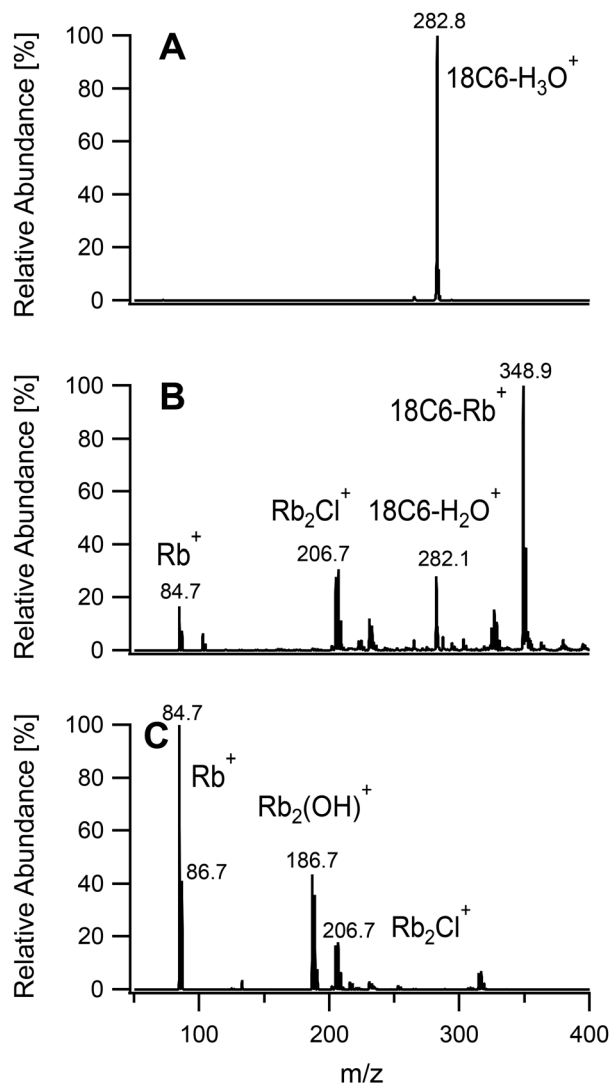 282.8
A
18C6-H₃O⁺
Relative Abundance [%]
100
80
60
40
20
0
348.9
B
18C6-Rb⁺
Rb₂Cl⁺
18C6-H₂O⁺
Rb⁺
206.7
282.1
84.7
Relative Abundance [%]
100
80
60
40
20
0
84.7
C
Rb⁺
Rb₂(OH)⁺
186.7
86.7
206.7
Rb₂Cl⁺
Relative Abundance [%]
100
80
60
40
20
0
100 200 300 400
m/z